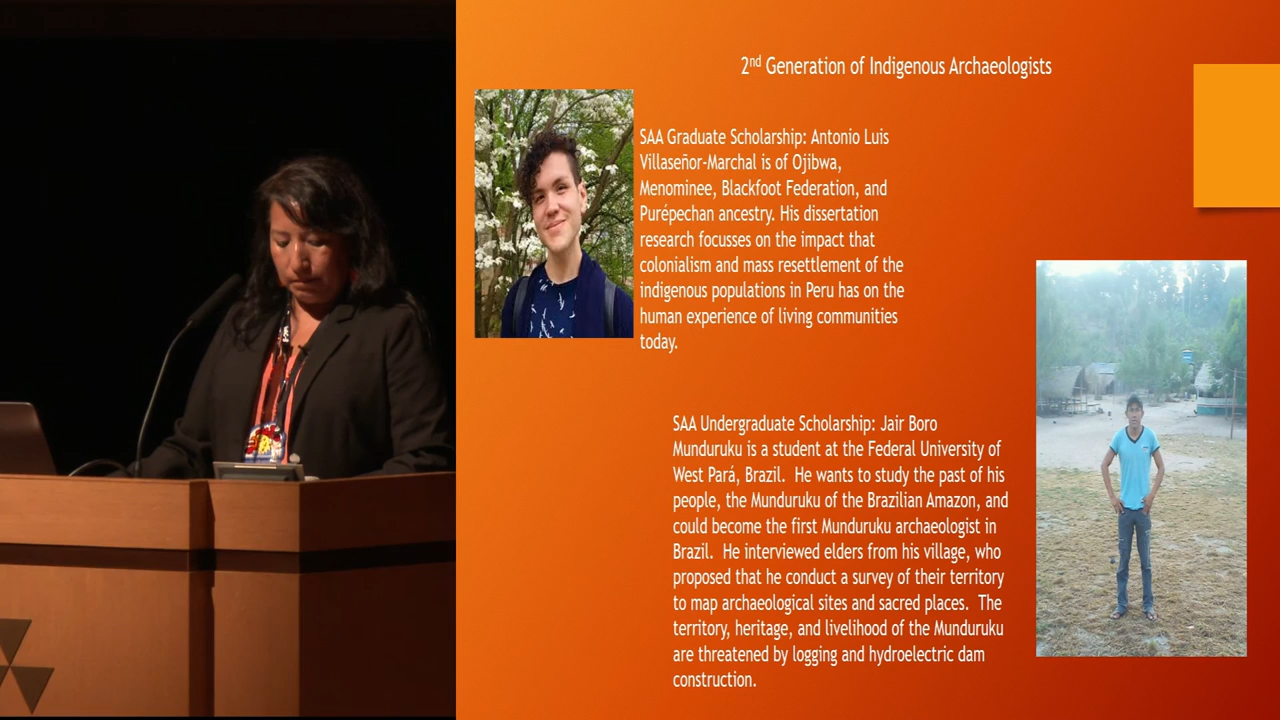 2nd Generation of Indigenous Archaeologists
SAA Graduate Scholarship: Antonio Luis
Villaseñor-Marchal is of Ojibwa,
Menominee, Blackfoot Federation, and
Purépechan ancestry. His dissertation
research focusses on the impact that
colonialism and mass resettlement of the
indigenous populations in Peru has on the
human experience of living communities
today.
SAA Undergraduate Scholarship: Jair Boro
Munduruku is a student at the Federal University of
West Pará, Brazil.  He wants to study the past of his
people, the Munduruku of the Brazilian Amazon, and
could become the first Munduruku archaeologist in
Brazil.  He interviewed elders from his village, who
proposed that he conduct a survey of their territory
to map archaeological sites and sacred places.  The
territory, heritage, and livelihood of the Munduruku
are threatened by logging and hydroelectric dam
construction.